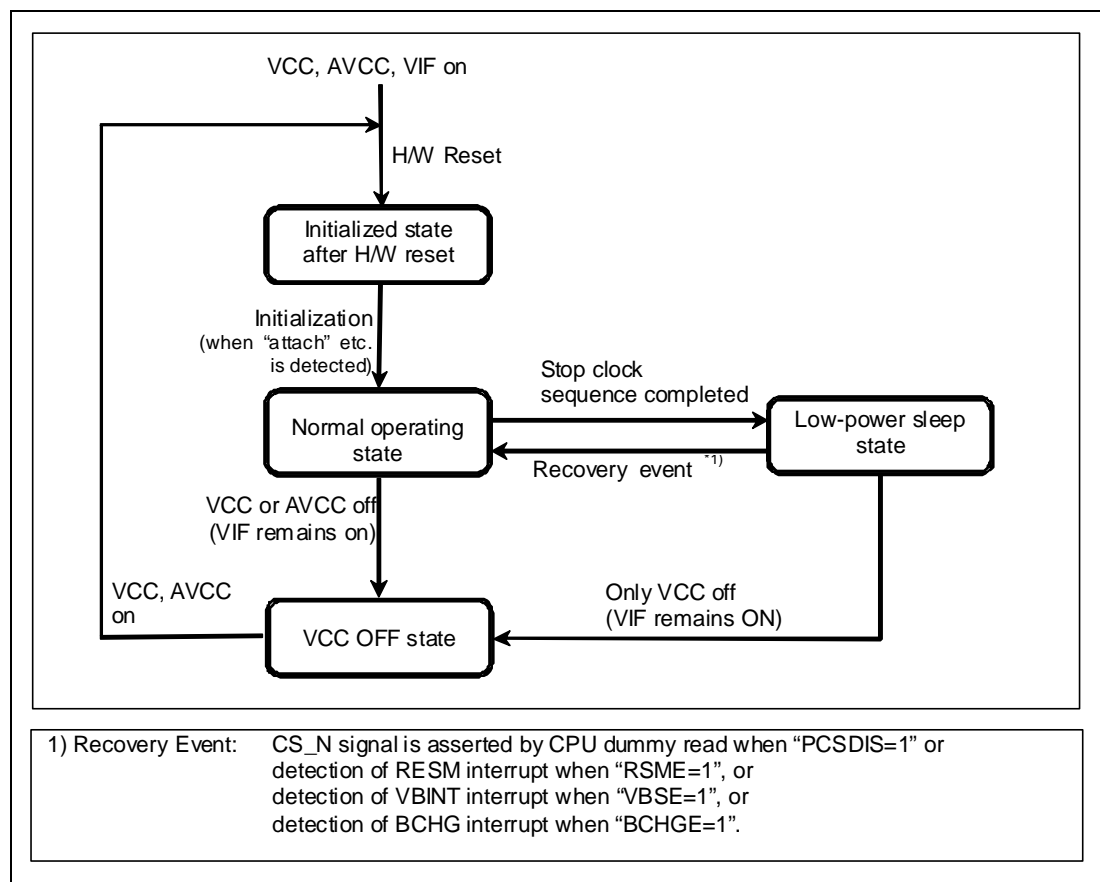 VCC, AVCC, VIF on
H/W Reset
Initialized state
after H/W reset
Initialization
(when “attach” etc.
is detected)
Stop clock
sequence completed
Normal operating
state
Low-power sleep
state
Recovery event *1)
VCC or AVCC off
(VIF remains on)
VCC, AVCC
on
Only VCC off
(VIF remains ON)
VCC OFF state
1) Recovery Event: CS_N signal is asserted by CPU dummy read when “PCSDIS=1” or
detection of RESM interrupt when “RSME=1”, or
detection of VBINT interrupt when “VBSE=1”, or
detection of BCHG interrupt when “BCHGE=1”.